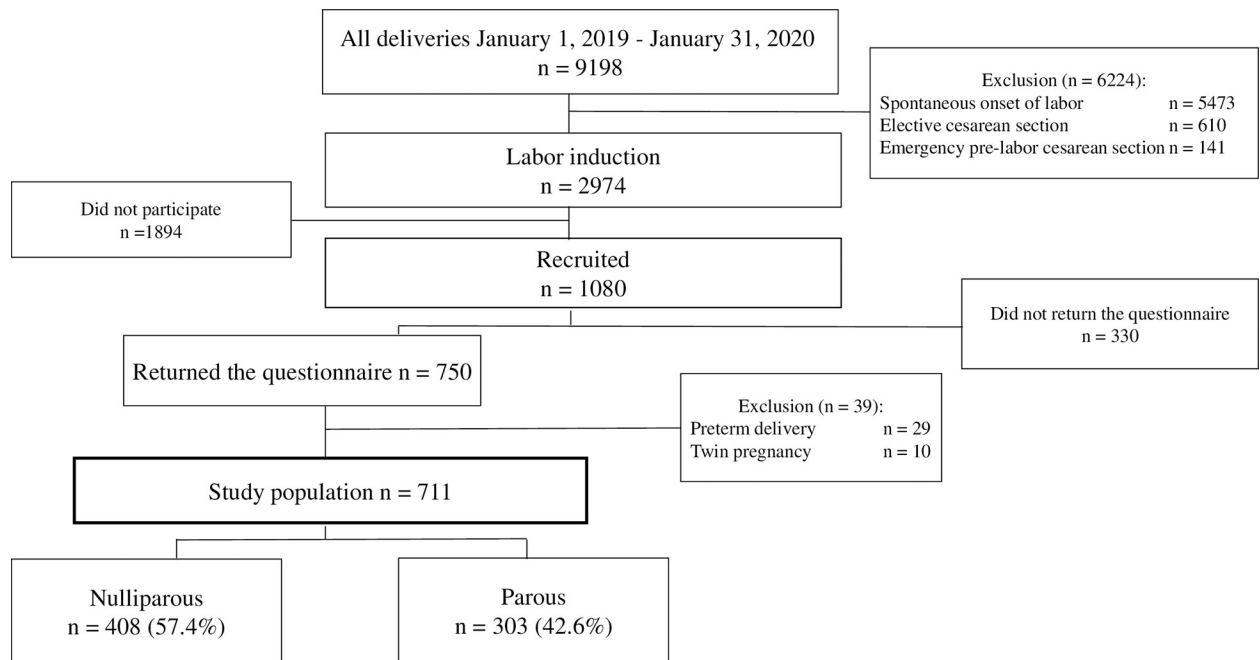 All deliveries January 1, 2019 - January 31, 2020
n = 9198
Exclusion (n = 6224):
Spontaneous onset of labor n = 5473
Elective cesarean section n = 610
Emergency pre-labor cesarean section n = 141
Labor induction
n = 2974
Did not participate
n =1894
Recruited
n = 1080
Did not return the questionnaire
n = 330
Returned the questionnaire n = 750
Exclusion (n = 39):
Preterm delivery n = 29
Twin pregnancy n = 10
Study population n = 711
Nulliparous
n = 408 (57.4%)
Parous
n = 303 (42.6%)